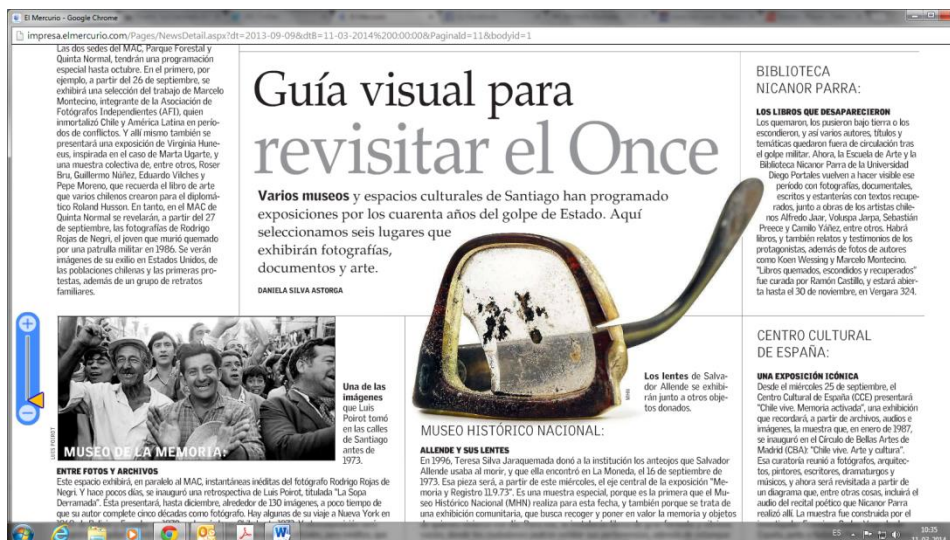 El Mercurio - Google Chrome
impresa.elmercurio.com/Pages/NewsDetail.aspx?dt=2013-09-09&dtB=11-03-2014%200:00:00&PaginaId=11&bodyid=1
Las dos sedes del MAC, Parque Forestal y
Quinta Normal, tendrán una programación
especial hasta octubre. En el primero, por
ejemplo, a partir del 26 de septiembre, se
exhibirá una selección del trabajo de Marcelo
Montecino, integrante de la Asociación de
Fotógrafos Independientes (AFI), quien
inmortalizó Chile y América Latina en perío-
dos de conflictos. Y allí mismo también se
presentará una exposición de Virginia Hune-
eus, inspirada en el caso de Marta Ugarte, y
una muestra colectiva de, entre otros, Roser
Bru, Guillermo Núñez, Eduardo Vilches y
Pepe Moreno, que recuerda el libro de arte
que varios chilenos crearon para el diplomá-
tico Roland Husson. En tanto, en el MAC de
Quinta Normal se revelarán, a partir del 27
de septiembre, las fotografías de Rodrigo
Rojas de Negri, el joven que murió quemado
por una patrulla militar en 1986. Se verán
imágenes de su exilio en Estados Unidos, de
las poblaciones chilenas y las primeras pro-
testas, además de un grupo de retratos
familiares.
Guía visual para
revisitar el Once
Varios museos y espacios culturales de Santiago han programado
exposiciones por los cuarenta años del golpe de Estado. Aquí
seleccionamos seis lugares que
exhibirán fotografías,
documentos y arte.
DANIELA SILVA ASTORGA
BIBLIOTECA
NICANOR PARRA:
LOS LIBROS QUE DESAPARECIERON
Los quemaron, los pusieron bajo tierra o los
escondieron, y así varios autores, títulos y
temáticas quedaron fuera de circulación tras
el golpe militar. Ahora, la Escuela de Arte y la
Biblioteca Nicanor Parra de la Universidad
Diego Portales vuelven a hacer visible ese
período con fotografías, documentales,
escritos y estanterías con textos recupe-
rados, junto a obras de los artistas chile-
nos Alfredo Jaar, Voluspa Jarpa, Sebastián
Preece y Camilo Yáñez, entre otros. Habrá
libros, y también relatos y testimonios de los
protagonistas, además de fotos de autores
como Koen Wessing y Marcelo Montecino.
"Libros quemados, escondidos y recuperados"
fue curada por Ramón Castillo, y estará abier-
ta hasta el 30 de noviembre, en Vergara 324.
LUIS POIROT
MUSEO DE LA MEMORIA:
Una de las
imágenes
que Luis
Poirot tomó
en las calles
de Santiago
antes de
1973.
ENTRE FOTOS Y ARCHIVOS
Este espacio exhibirá, en paralelo al MAC, instantáneas inéditas del fotógrafo Rodrigo Rojas de
Negri. Y hace pocos días, se inauguró una retrospectiva de Luis Poirot, titulada "La Sopa
Derramada". Esta presentará, hasta diciembre, alrededor de 130 imágenes, a poco tiempo de
que su autor complete cinco décadas como fotógrafo. Hay algunas de su viaje a Nueva York en
Los lentes de Salva-
dor Allende se exhibi-
rán junto a otros obje-
tos donados.
MHN
MUSEO HISTÓRICO NACIONAL:
ALLENDE Y SUS LENTES
En 1996, Teresa Silva Jaraquemada donó a la institución los anteojos que Salvador
Allende usaba al morir, y que ella encontró en La Moneda, el 16 de septiembre de
1973. Esa pieza será, a partir de este miércoles, el eje central de la exposición "Me-
moria y Registro 11.9.73". Es una muestra especial, porque es la primera que el Mu-
seo Histórico Nacional (MHN) realiza para esta fecha, y también porque se trata de
una exhibición comunitaria, que busca recoger y poner en valor la memoria y objetos
CENTRO CULTURAL
DE ESPAÑA:
UNA EXPOSICIÓN ICÓNICA
Desde el miércoles 25 de septiembre, el
Centro Cultural de España (CCE) presentará
"Chile vive. Memoria activada", una exhibición
que recordará, a partir de archivos, audio e
imágenes, la muestra que, en enero de 1987,
se inauguró en el Círculo de Bellas Artes de
Madrid (CBA): "Chile vive. Arte y cultura".
Esa curatoría reunió a fotógrafos, arquitec-
tos, pintores, escritores, dramaturgos y
músicos, y ahora será revisitada a partir de
un diagrama que, entre otras cosas, incluirá el
audio del recital poético que Nicanor Parra
realizó allí. La muestra fue construida por el
ES
10:35
11-03-2014